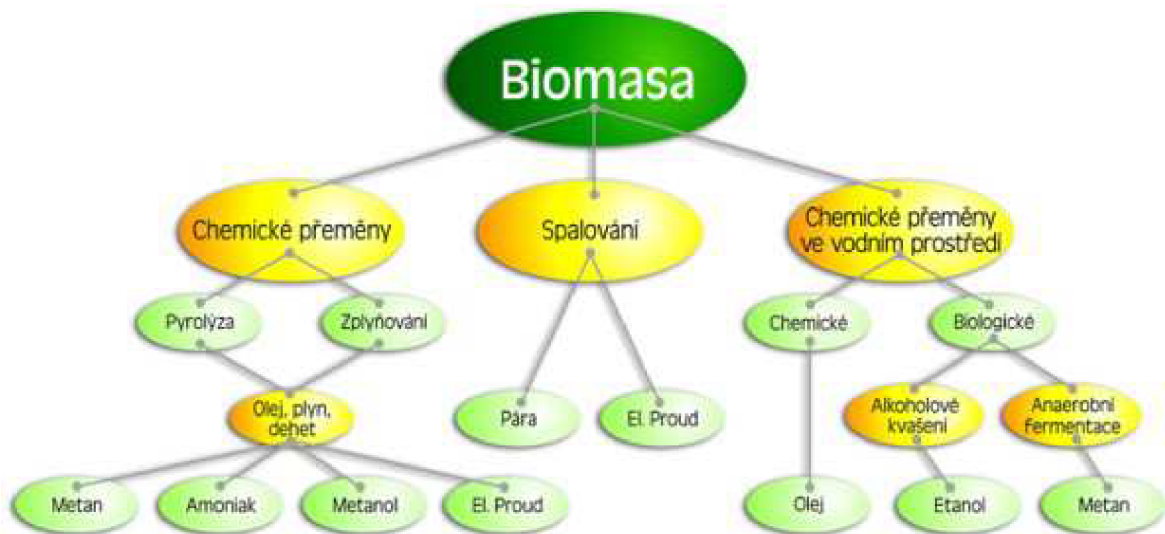 Biomasa
Chemické přeměny
Spalování
Chemické přeměny
ve vodním prostředí
Pyrolýza
Zplyňování
Chemické
Biologické
Olej, plyn,
dehet
Pára
El. Proud
Alkoholové
kvašení
Anaerobní
fermentace
Metan
Amoniak
Metanol
El. Proud
Olej
Etanol
Metan